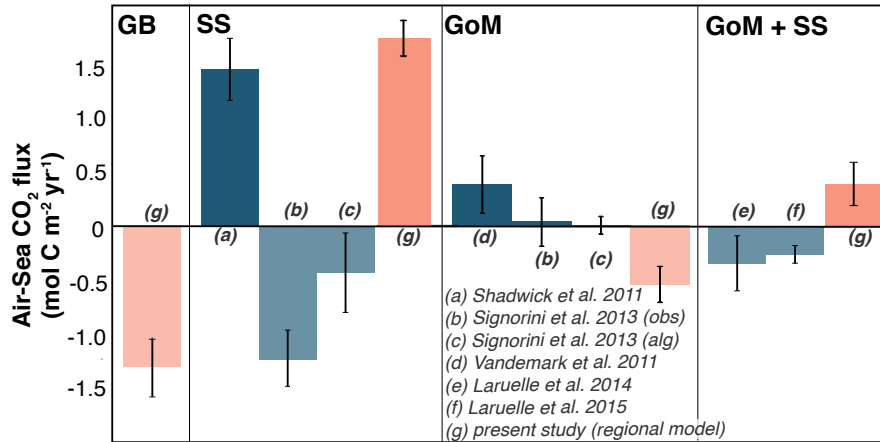 GB
SS
GoM
GoM + SS
Air-Sea CO₂ flux
(mol C m⁻² yr⁻¹)
1.5
1.0
0.5
0
-0.5
-1.0
-1.5
(g)
(a)
(b)
(c)
(g)
(d)
(b)
(c)
(g)
(e)
(f)
(g)
(a) Shadwick et al. 2011
(b) Signorini et al. 2013 (obs)
(c) Signorini et al. 2013 (alg)
(d) Vandemark et al. 2011
(e) Laruelle et al. 2014
(f) Laruelle et al. 2015
(g) present study (regional model)